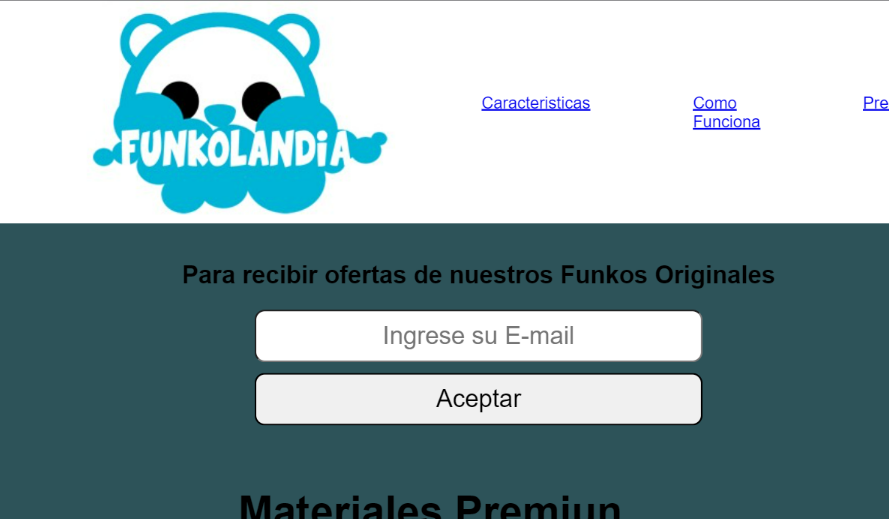 FUNKOLANDiA
Caracteristicas
Como
Funciona
Pre
Para recibir ofertas de nuestros Funkos Originales
Ingrese su E-mail
Aceptar
Materiales Premiun